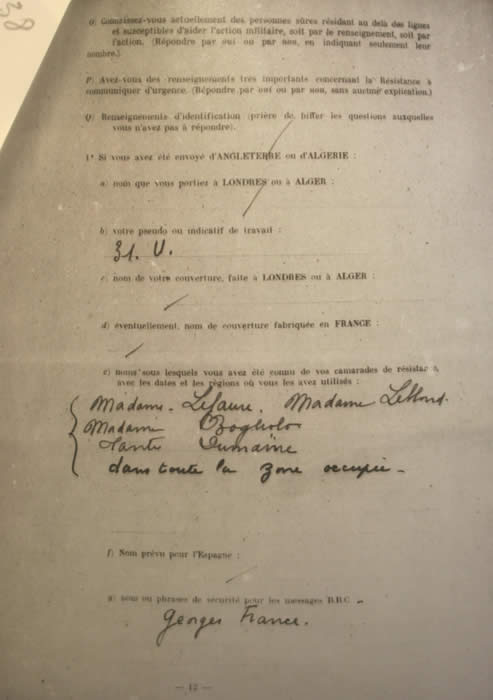 38
O) Connaissez-vous actuellement des personnes sûres résidant au delà des lignes
et susceptibles d'aider l'action militaire, soit par le renseignement, soit par
l'action. (Répondre par oui ou par non, en indiquant seulement leur
nombre.)
P) Avez-vous des renseignements très importants concernant la Résistance à
communiquer d'urgence. (Répondre par oui ou par non, sans aucune explication.)
Q) Renseignements d'identification (prière de biffer les questions auxquelles
vous n'avez pas à répondre).
1° Si vous avez été envoyé d'ANGLETERRE ou d'ALGERIE :
a) nom que vous portiez à LONDRES ou à ALGER :
b) votre pseudo ou indicatif de travail :
31. V.
c) nom de votre couverture, faite à LONDRES ou à ALGER :
d) éventuellement, nom de couverture fabriquée en FRANCE :
e) noms sous lesquels vous avez été connu de vos camarades de résistance,
avec les dates et les régions où vous les avez utilisés :
Madame. Lefaure. Madame Leblond.
Madame
Tante Dumaine
dans toute la zone occupée -
f) Nom prévu pour l'Espagne :
g) nom ou phrases de sécurité pour les messages B.B.C. -
Georges France.
— 12 —